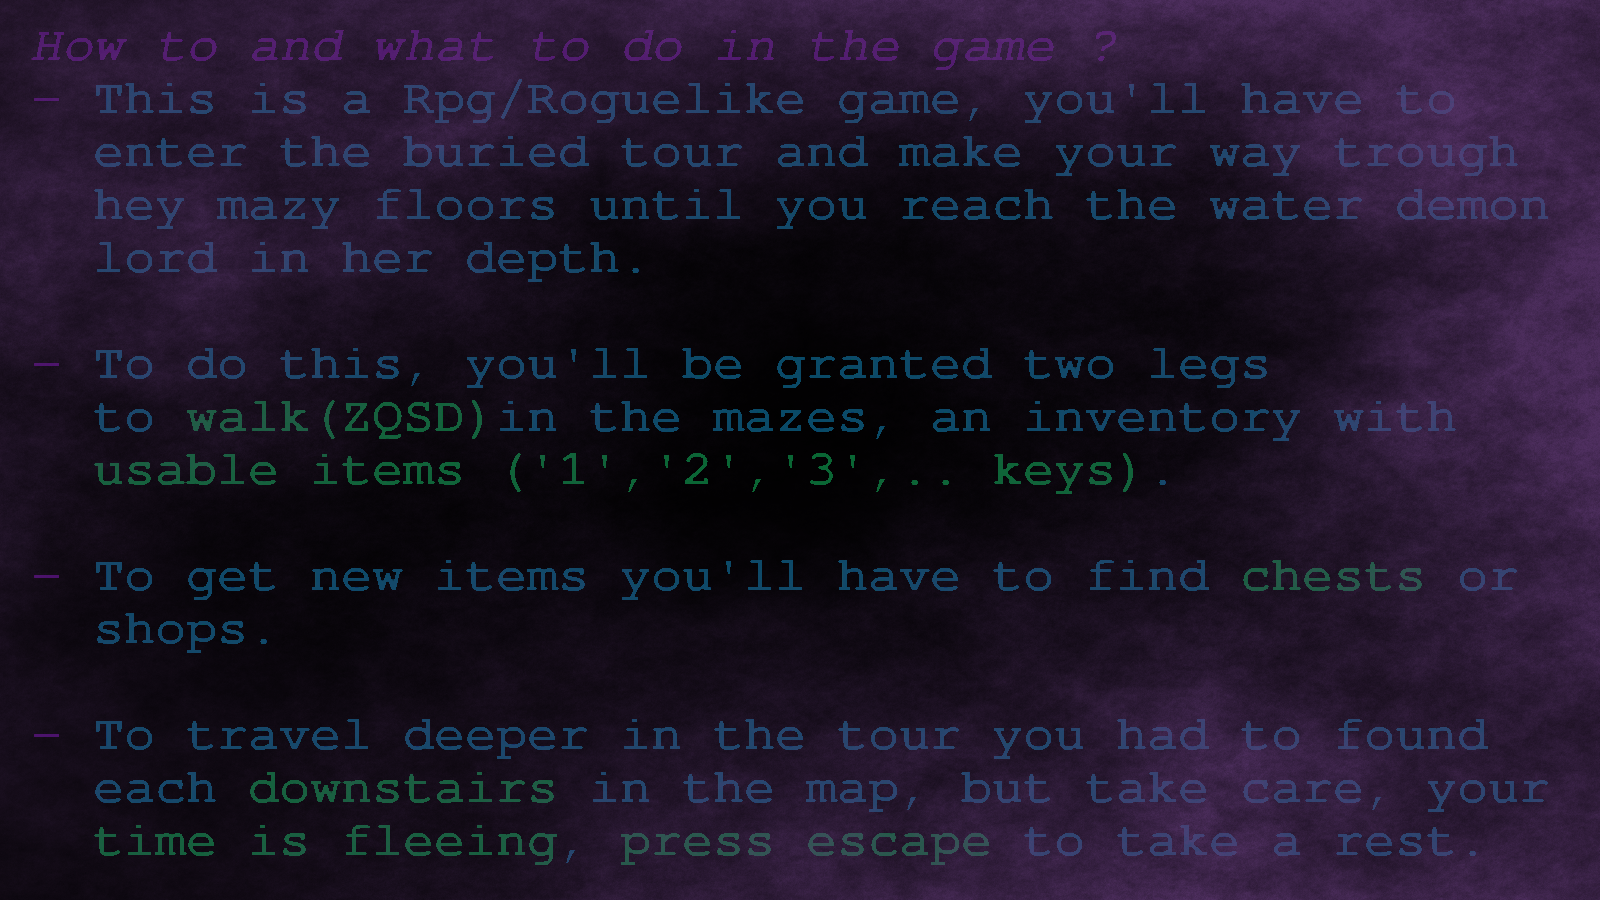 How to and what to do in the game ?
– This is a Rpg/Roguelike game, you'll have to
enter the buried tour and make your way trough
hey mazy floors until you reach the water demon
lord in her depth.
– To do this, you'll be granted two legs
to walk(ZQSD)in the mazes, an inventory with
usable items ('1','2','3',.. keys).
– To get new items you'll have to find chests or
shops.
– To travel deeper in the tour you had to found
each downstairs in the map, but take care, your
time is fleeing, press escape to take a rest.